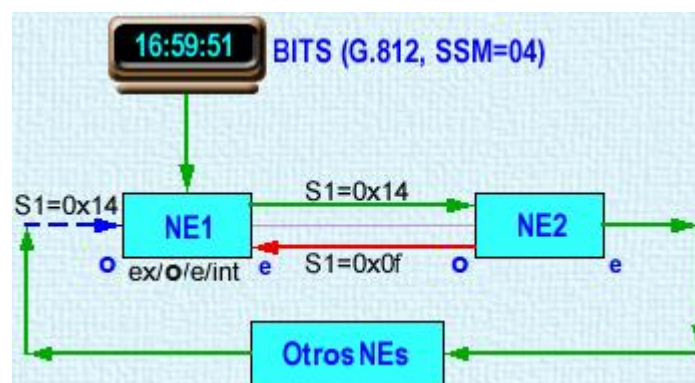 16:59:51
BITS (G.812, SSM=04)
S1=0x14
S1=0x14
NE1
NE2
o
ex/o/e/int
e
S1=0x0f
o
e
Otros NEs